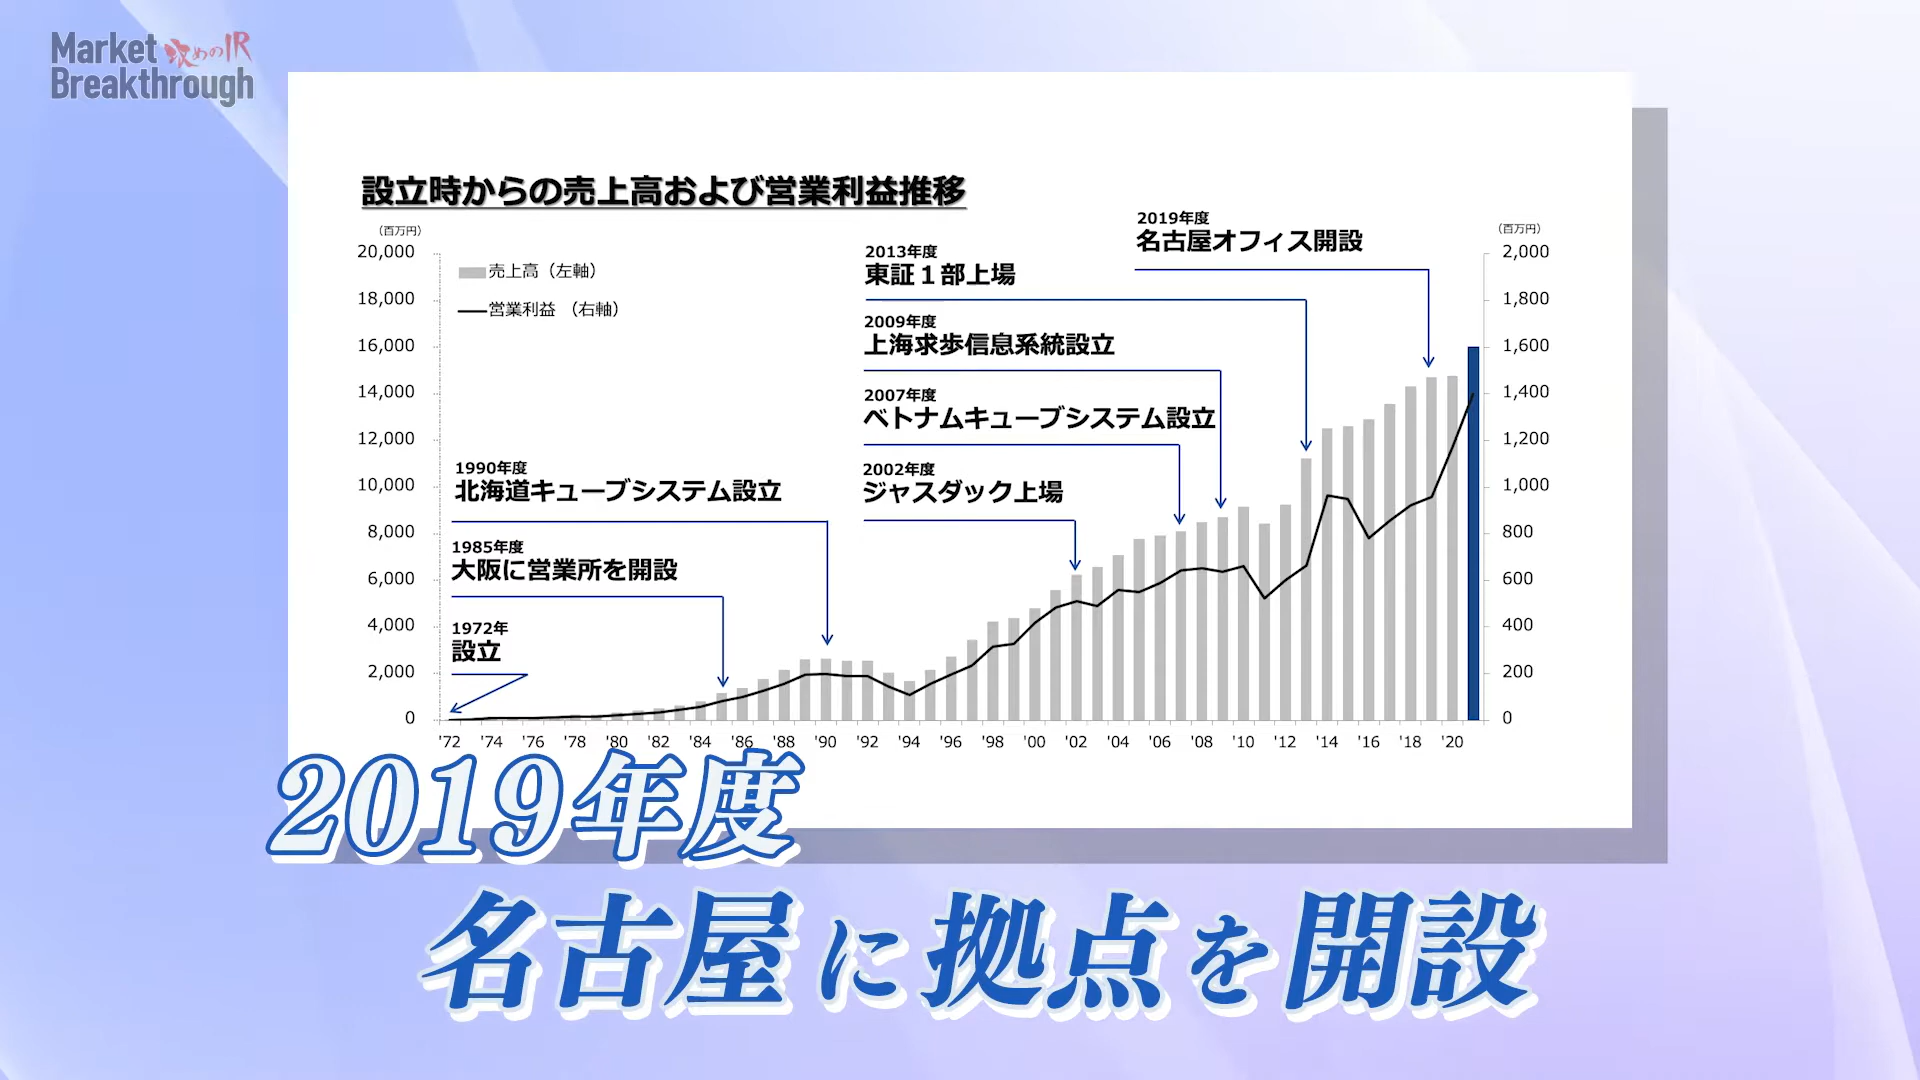 Market 攻めのIR
Breakthrough
設立時からの売上高および営業利益推移
（百万円）
（百万円）
20,000
18,000
16,000
14,000
12,000
10,000
8,000
6,000
4,000
2,000
0
売上高（左軸）
営業利益 （右軸）
1972年
設立
1985年度
大阪に営業所を開設
1990年度
北海道キューブシステム設立
2002年度
ジャスダック上場
2007年度
ベトナムキューブシステム設立
2009年度
上海求歩信息系統設立
2013年度
東証１部上場
2019年度
名古屋オフィス開設
2,000
1,800
1,600
1,400
1,200
1,000
800
600
400
200
0
'72 '74 '76 '78 '80 '82 '84 '86 '88 '90 '92 '94 '96 '98 '00 '02 '04 '06 '08 '10 '12 '14 '16 '18 '20
2019年度
名古屋に拠点を開設